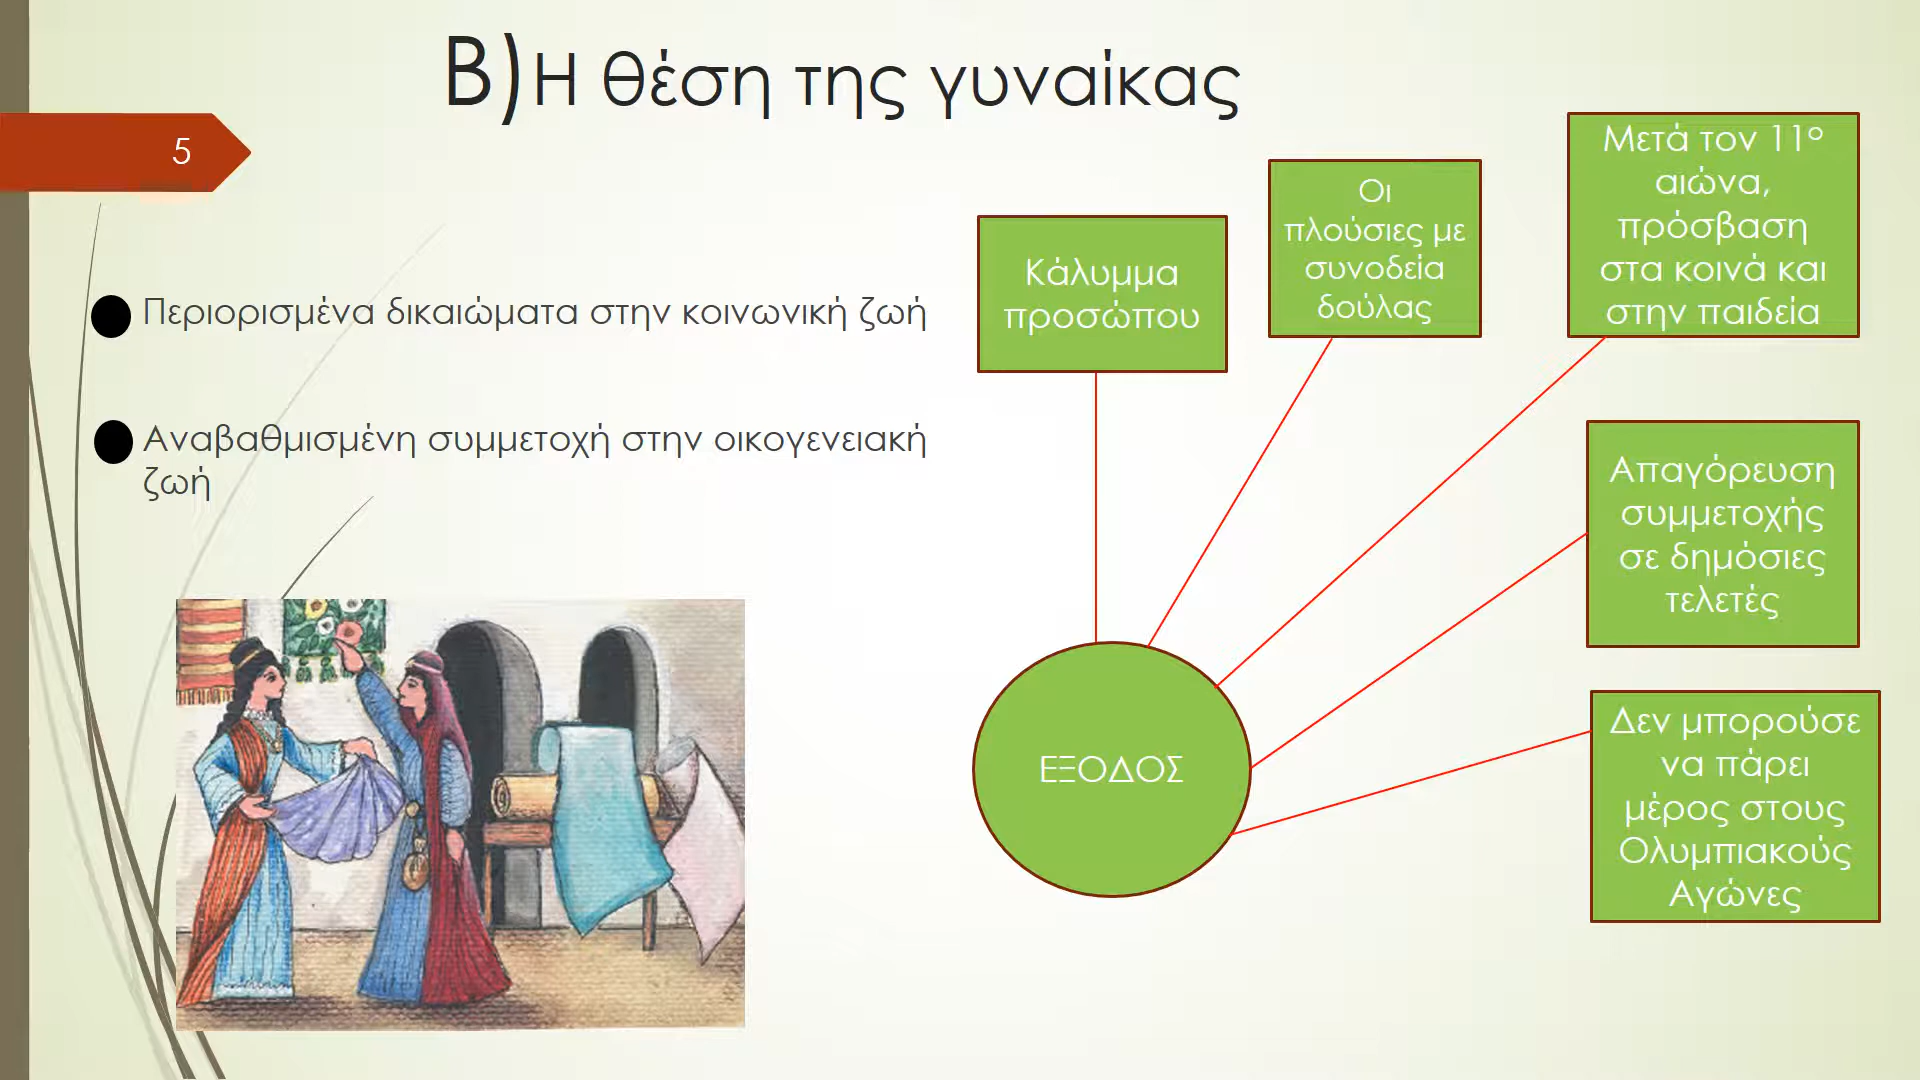 Β) Η θέση της γυναίκας
5
Περιορισμένα δικαιώματα στην κοινωνική ζωή
Αναβαθμισμένη συμμετοχή στην οικογενειακή
ζωή
Κάλυμμα
προσώπου
Οι
πλούσιες με
συνοδεία
δούλας
Μετά τον 11ο
αιώνα,
πρόσβαση
στα κοινά και
στην παιδεία
Απαγόρευση
συμμετοχής
σε δημόσιες
τελετές
Δεν μπορούσε
να πάρει
μέρος στους
Ολυμπιακούς
Αγώνες
ΕΞΟΔΟΣ